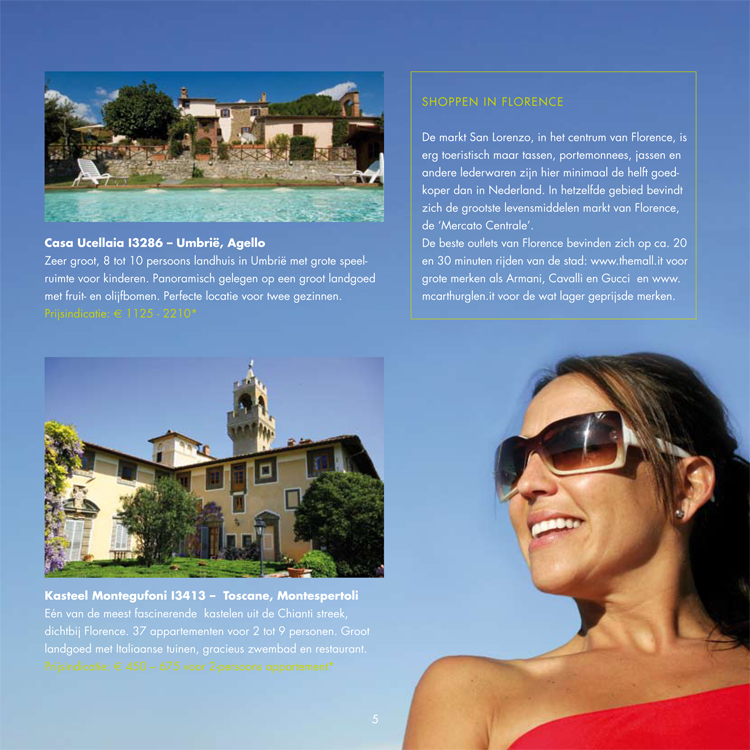 Casa Ucellaia I3286 – Umbrië, Agello
Zeer groot, 8 tot 10 persoons landhuis in Umbrië met grote speel-
ruimte voor kinderen. Panoramisch gelegen op een groot landgoed
met fruit- en olijfbomen. Perfecte locatie voor twee gezinnen.
Prijsindicatie: € 1125 - 2210*
Kasteel Montegufoni I3413 – Toscane, Montespertoli
Eén van de meest fascinerende kastelen uit de Chianti streek,
dichtbij Florence. 37 appartementen voor 2 tot 9 personen. Groot
landgoed met Italiaanse tuinen, gracieus zwembad en restaurant.
Prijsindicatie: € 450 - 675 voor 2 persoons appartement*
SHOPPEN IN FLORENCE
De markt San Lorenzo, in het centrum van Florence, is
erg toeristisch maar tassen, portemonnees, jassen en
andere lederwaren zijn hier minimaal de helft goed-
koper dan in Nederland. In hetzelfde gebied bevindt
zich de grootste levensmiddelen markt van Florence,
de ‘Mercato Centrale’.
De beste outlets van Florence bevinden zich op ca. 20
en 30 minuten rijden van de stad: www.themall.it voor
grote merken als Armani, Cavalli en Gucci en www.
mcarthurglen.it voor de wat lager geprijsde merken.
5